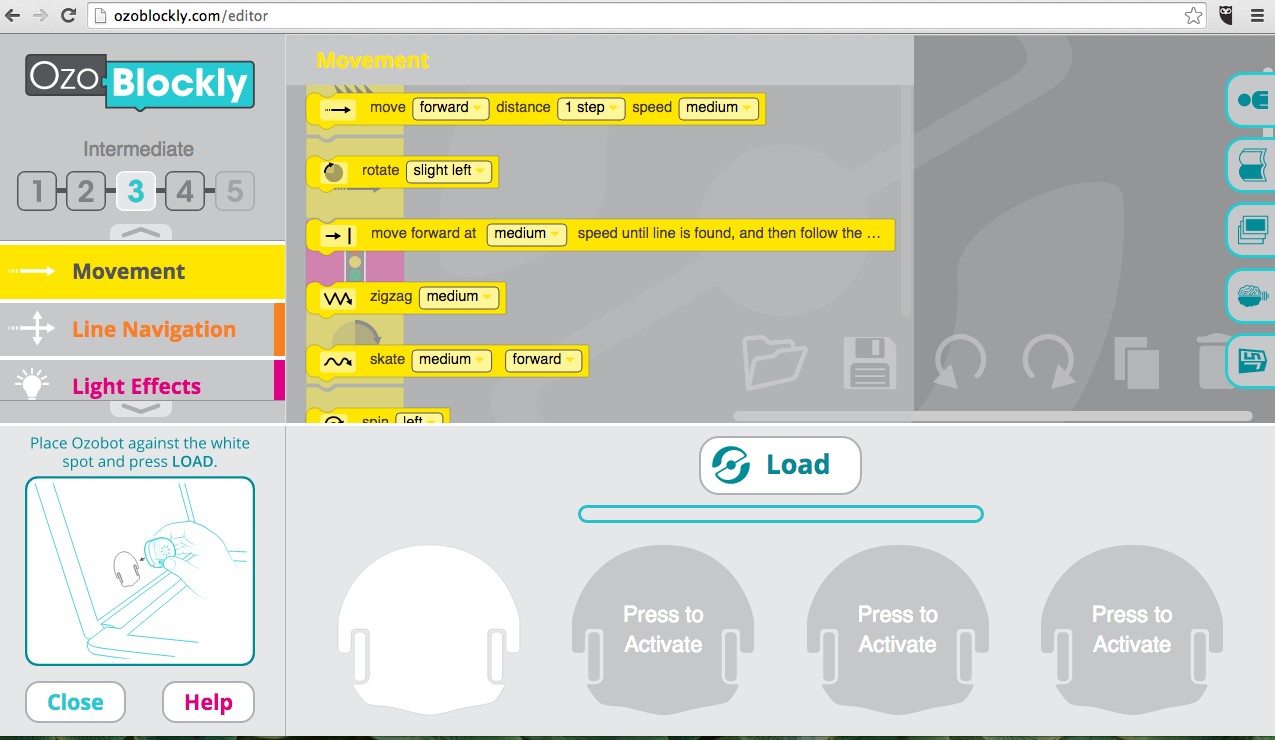 ozoblockly.com/editor
Ozo Blockly
Intermediate
1 2 3 4 5
Movement
Line Navigation
Light Effects
Movement
move forward distance 1 step speed medium
rotate slight left
move forward at medium speed until line is found, and then follow the ...
zigzag medium
skate medium forward
spin left
Place Ozobot against the white
spot and press LOAD.
Close Help
Load
Press to
Activate
Press to
Activate
Press to
Activate